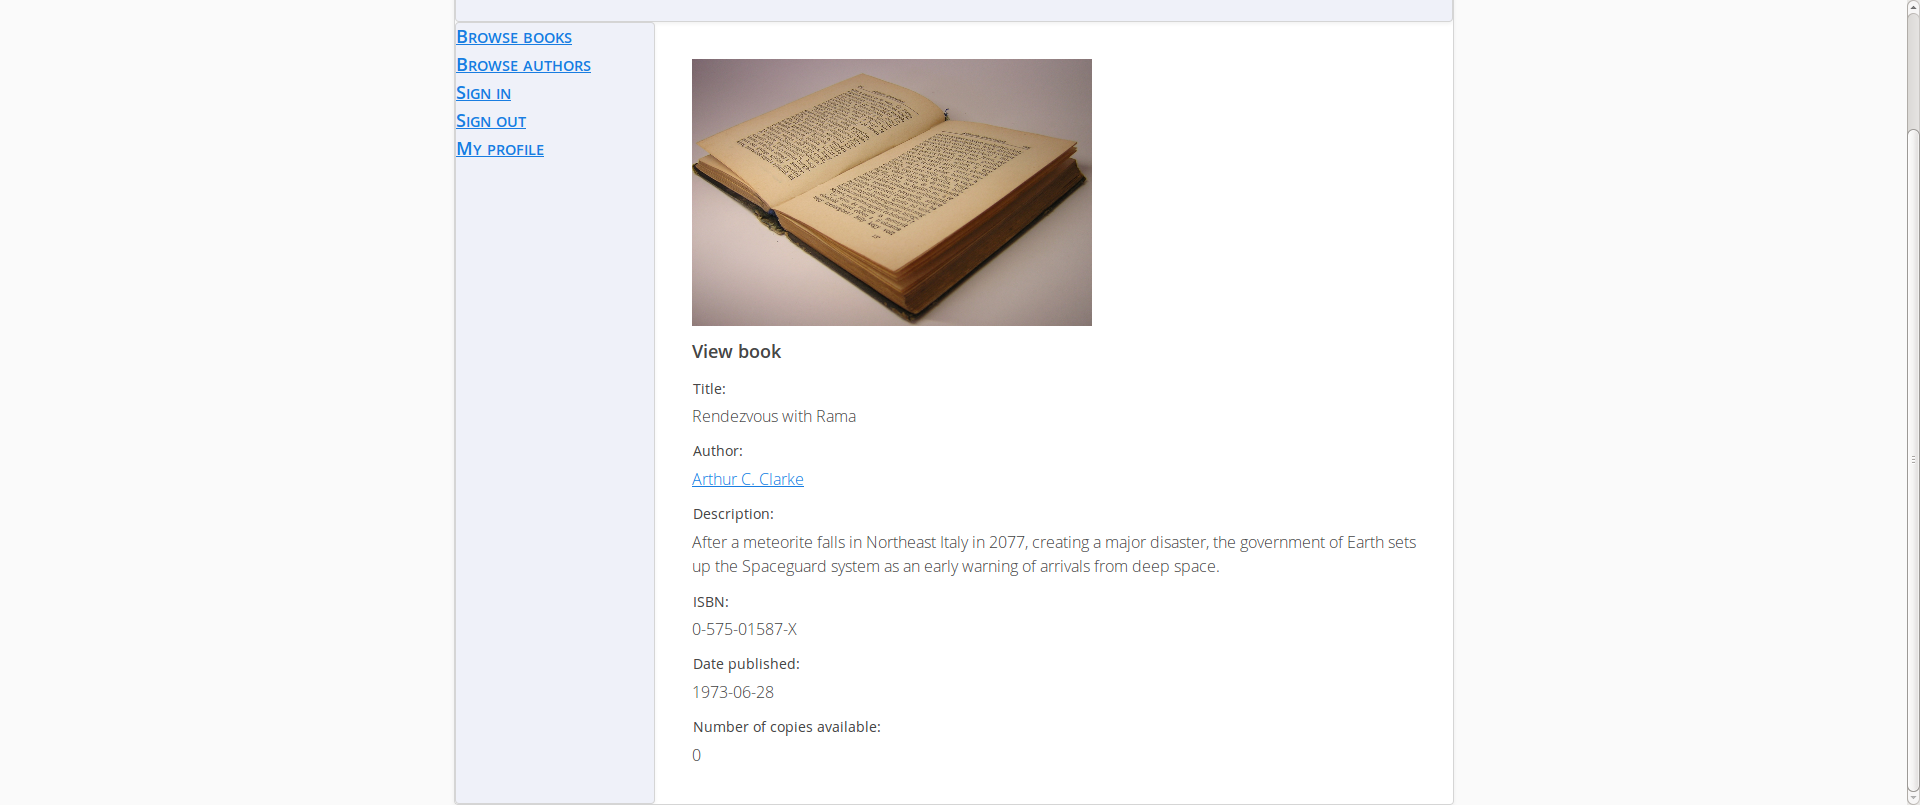 Browse books
Browse authors
Sign in
Sign out
My profile
View book
Title:
Rendezvous with Rama
Author:
Arthur C. Clarke
Description:
After a meteorite falls in Northeast Italy in 2077, creating a major disaster, the government of Earth sets
up the Spaceguard system as an early warning of arrivals from deep space.
ISBN:
0-575-01587-X
Date published:
1973-06-28
Number of copies available:
0